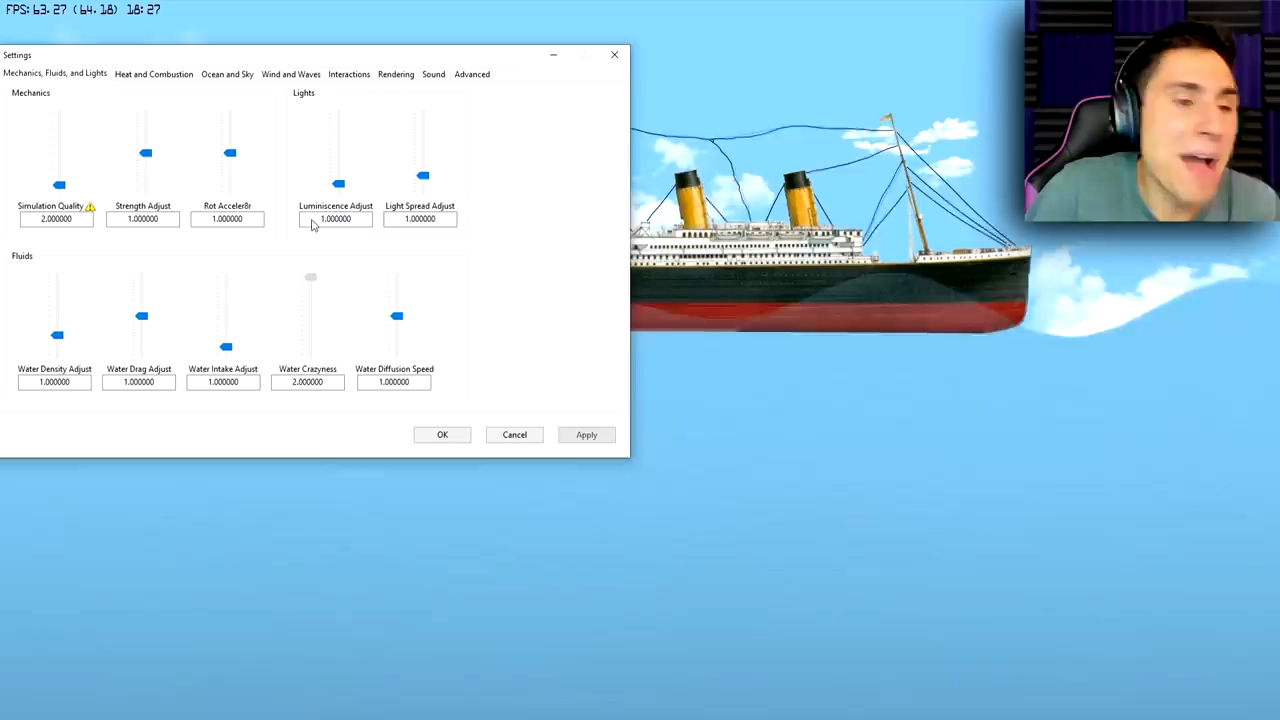 FPS: 63.27 (64.18) 18:27
Settings
Mechanics, Fluids, and Lights Heat and Combustion Ocean and Sky Wind and Waves Interactions Rendering Sound Advanced
Mechanics Lights
Simulation Quality Strength Adjust Rot Acceler8r Luminiscence Adjust Light Spread Adjust
2.000000 1.000000 1.000000 1.000000 1.000000
Fluids
Water Density Adjust Water Drag Adjust Water Intake Adjust Water Crazyness Water Diffusion Speed
1.000000 1.000000 1.000000 2.000000 1.000000
OK Cancel Apply